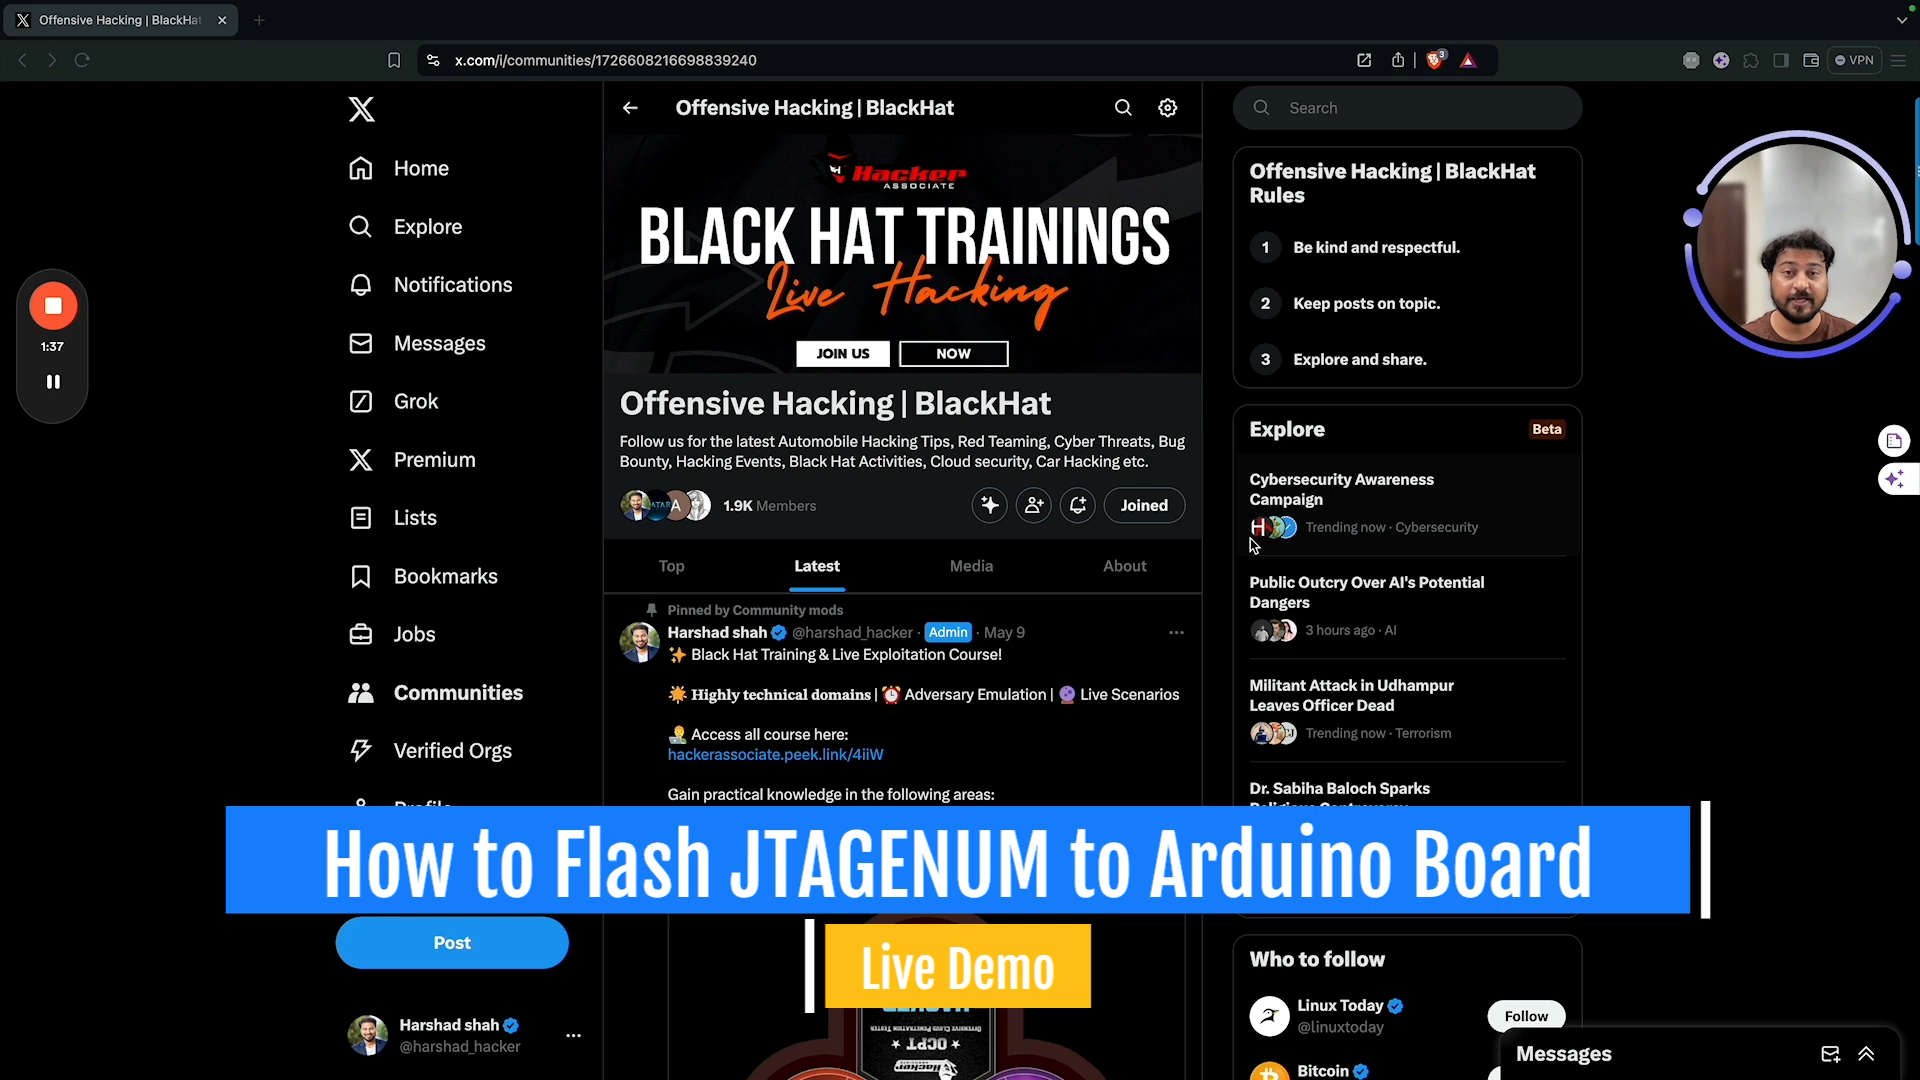 Offensive Hacking | BlackHat
x.com/i/communities/1726608216698839240
3
VPN
1:37
Home
Explore
Notifications
Messages
Grok
Premium
Lists
Bookmarks
Jobs
Communities
Verified Orgs
Post
Harshad shah
@harshad_hacker
Offensive Hacking | BlackHat
Hacker
ASSOCIATE
BLACK HAT TRAININGS
Live Hacking
JOIN US
NOW
Offensive Hacking | BlackHat
Follow us for the latest Automobile Hacking Tips, Red Teaming, Cyber Threats, Bug
Bounty, Hacking Events, Black Hat Activities, Cloud security, Car Hacking etc.
1.9K Members
Joined
Top
Latest
Media
About
Pinned by Community mods
Harshad shah @harshad_hacker · Admin · May 9
✨ Black Hat Training & Live Exploitation Course!
Highly technical domains | ⏰ Adversary Emulation | 🔮 Live Scenarios
Access all course here:
hackerassociate.peek.link/4iiW
Gain practical knowledge in the following areas:
How to Flash JTAGENUM to Arduino Board
Live Demo
OFFENSIVE CLOUD PENETRATION TESTER
OCPT
Search
Offensive Hacking | BlackHat
Rules
1 Be kind and respectful.
2 Keep posts on topic.
3 Explore and share.
Explore
Beta
Cybersecurity Awareness
Campaign
Trending now · Cybersecurity
Public Outcry Over AI's Potential
Dangers
3 hours ago · AI
Militant Attack in Udhampur
Leaves Officer Dead
Trending now · Terrorism
Dr. Sabiha Baloch Sparks
Who to follow
Linux Today
@linuxtoday
Follow
Bitcoin
Messages